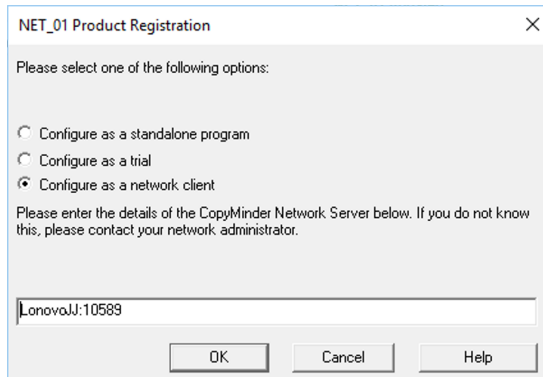 NET_01 Product Registration
Please select one of the following options:
Configure as a standalone program
Configure as a trial
Configure as a network client
Please enter the details of the CopyMinder Network Server below. If you do not know
this, please contact your network administrator.
LonovoJJ:10589
OK
Cancel
Help